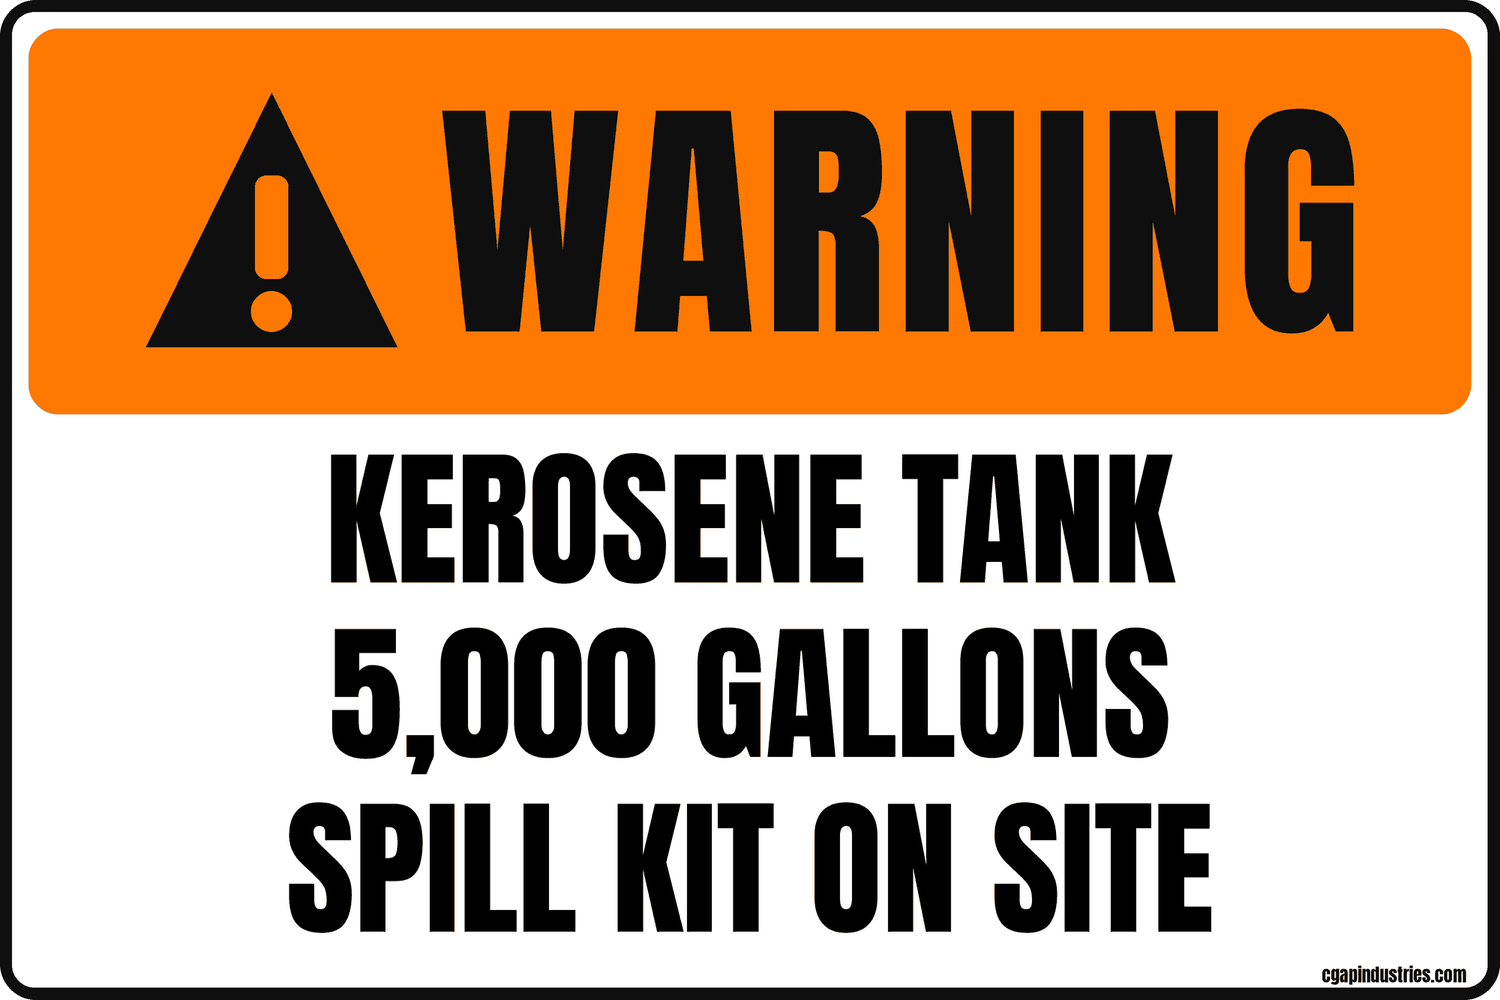 WARNING
KEROSENE TANK
5,000 GALLONS
SPILL KIT ON SITE
cgapindustries.com